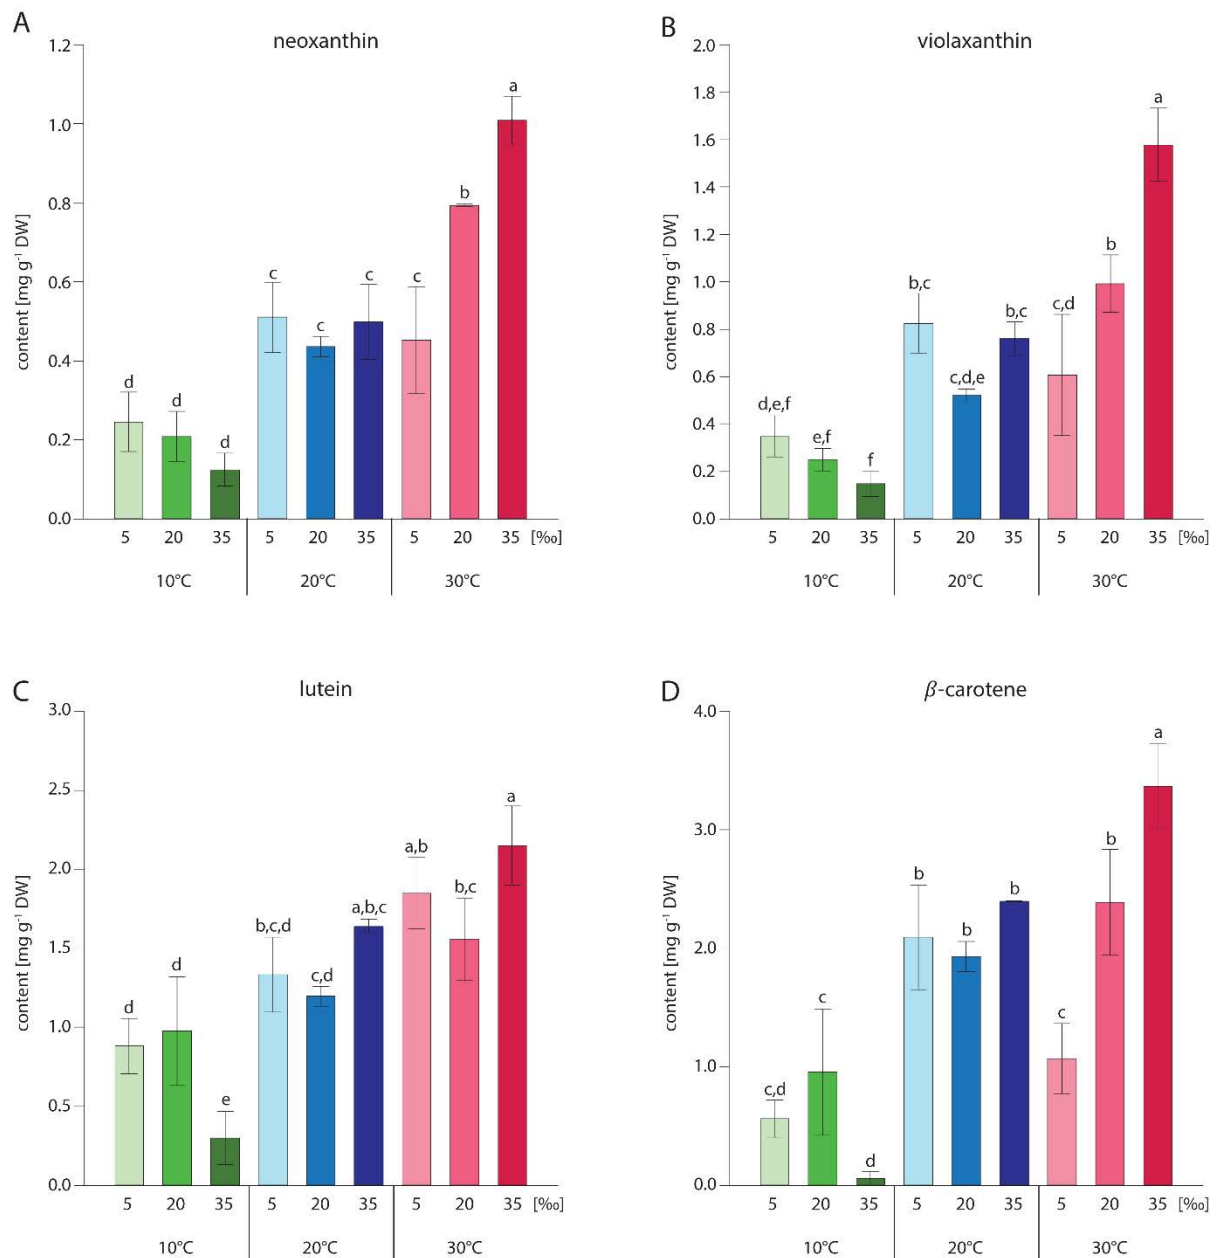 A
neoxanthin
content [mg g⁻¹ DW]
1.2
1.0
0.8
0.6
0.4
0.2
0.0
d
d
d
c
c
c
c
b
a
5 20 35 5 20 35 5 20 35 [‰]
10°C 20°C 30°C
B
violaxanthin
content [mg g⁻¹ DW]
2.0
1.8
1.6
1.4
1.2
1.0
0.8
0.6
0.4
0.2
0.0
d,e,f
e,f
f
b,c
c,d,e
b,c
c,d
b
a
5 20 35 5 20 35 5 20 35 [‰]
10°C 20°C 30°C
C
lutein
content [mg g⁻¹ DW]
3.0
2.5
2.0
1.5
1.0
0.5
0.0
d
d
e
b,c,d
c,d
a,b,c
a,b
b,c
a
5 20 35 5 20 35 5 20 35 [‰]
10°C 20°C 30°C
D
β-carotene
content [mg g⁻¹ DW]
4.0
3.0
2.0
1.0
0.0
c,d
c
d
b
b
b
c
b
a
5 20 35 5 20 35 5 20 35 [‰]
10°C 20°C 30°C